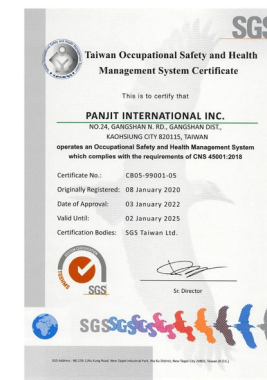 SGS
Taiwan Occupational Safety and Health
Management System Certificate
This is to certify that
PANJIT INTERNATIONAL INC.
NO.24, GANGSHAN N. RD., GANGSHAN DIST.,
KAOHSIUNG CITY 820115, TAIWAN
operates an Occupational Safety and Health Management System
which complies with the requirements of CNS 45001:2018
Certificate No.: CB05-99001-05
Originally Registered: 08 January 2020
Date of Approval: 03 January 2022
Valid Until: 02 January 2025
Certification Bodies: SGS Taiwan Ltd.
SGS
Sr. Director
SGSSGSGSGS